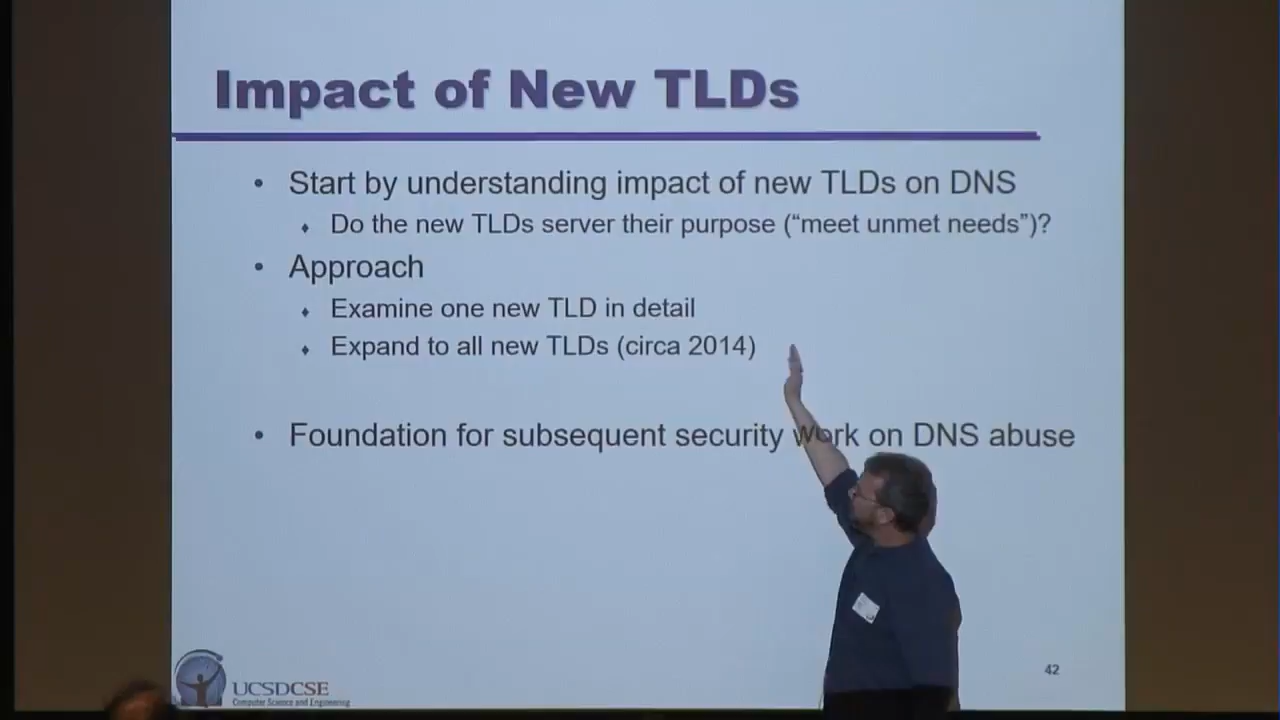 Impact of New TLDs
• Start by understanding impact of new TLDs on DNS
♦ Do the new TLDs server their purpose (“meet unmet needs”)?
• Approach
♦ Examine one new TLD in detail
♦ Expand to all new TLDs (circa 2014)
• Foundation for subsequent security work on DNS abuse
UCSDCSE
Computer Science and Engineering
42